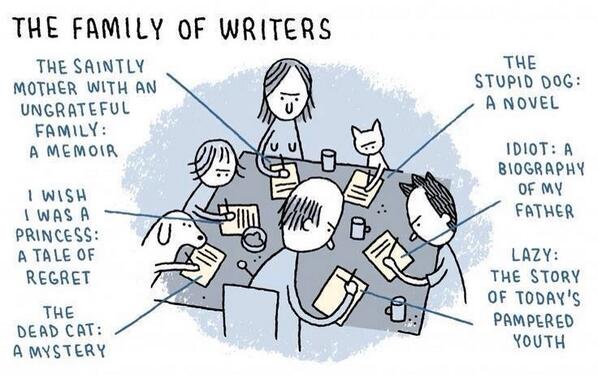 THE FAMILY OF WRITERS
THE SAINTLY
MOTHER WITH AN
UNGRATEFUL
FAMILY:
A MEMOIR
I WISH
I WAS A
PRINCESS:
A TALE OF
REGRET
THE
DEAD CAT:
A MYSTERY
THE
STUPID DOG:
A NOVEL
IDIOT: A
BIOGRAPHY
OF MY
FATHER
LAZY:
THE STORY
OF TODAY'S
PAMPERED
YOUTH